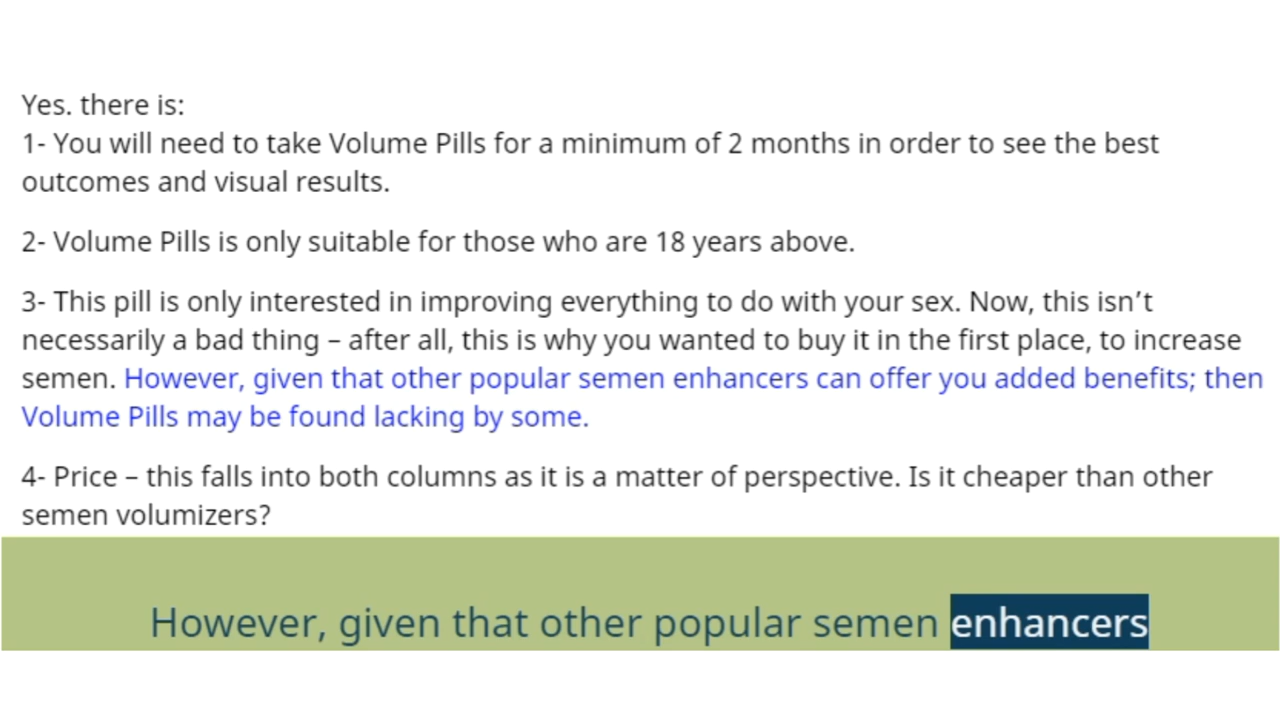 Yes. there is:
1- You will need to take Volume Pills for a minimum of 2 months in order to see the best
outcomes and visual results.
2- Volume Pills is only suitable for those who are 18 years above.
3- This pill is only interested in improving everything to do with your sex. Now, this isn’t
necessarily a bad thing – after all, this is why you wanted to buy it in the first place, to increase
semen. However, given that other popular semen enhancers can offer you added benefits; then
Volume Pills may be found lacking by some.
4- Price – this falls into both columns as it is a matter of perspective. Is it cheaper than other
semen volumizers?
However, given that other popular semen enhancers